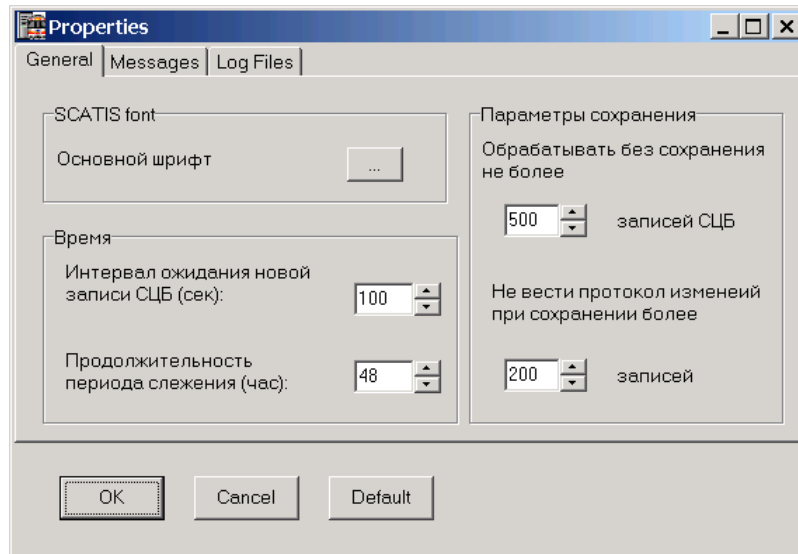 Properties
General Messages Log Files
SCATIS font
Основной шрифт
...
Время
Интервал ожидания новой
записи СЦБ (сек):
100
Продолжительность
периода слежения (час):
48
Параметры сохранения
Обрабатывать без сохранения
не более
500 записей СЦБ
Не вести протокол изменеий
при сохранении более
200 записей
OK Cancel Default